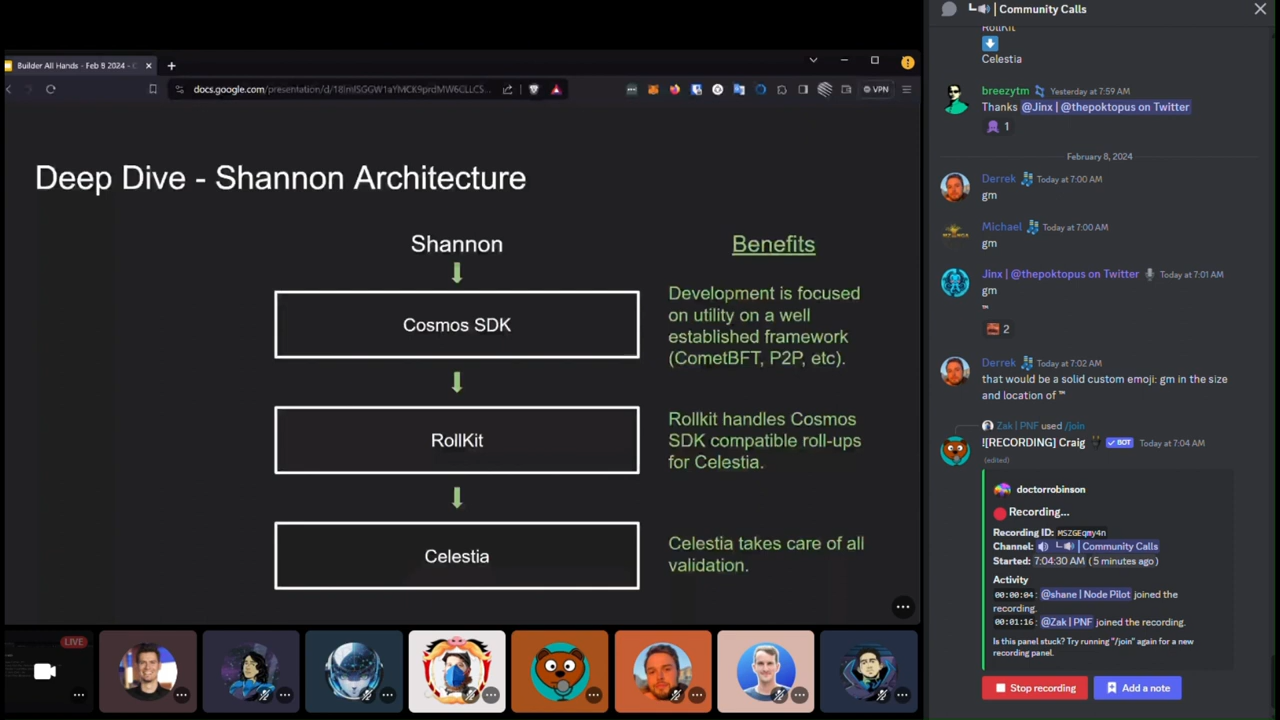 Builder All Hands - Feb 8 2024 -
VPN
Deep Dive - Shannon Architecture
Shannon
Benefits
Cosmos SDK
Development is focused
on utility on a well
established framework
(CometBFT, P2P, etc).
RollKit
Rollkit handles Cosmos
SDK compatible roll-ups
for Celestia.
Celestia
Celestia takes care of all
validation.
LIVE
Community Calls
RollKit
Celestia
breezytm Yesterday at 7:59 AM
Thanks @Jinx | @thepoktopus on Twitter
1
February 8, 2024
Derrek Today at 7:00 AM
gm
Michael Today at 7:00 AM
gm
Jinx | @thepoktopus on Twitter Today at 7:01 AM
gm
™
2
Derrek Today at 7:02 AM
that would be a solid custom emoji: gm in the size
and location of ™
Zak | PNF used /join
![RECORDING] Craig BOT Today at 7:04 AM
(edited)
doctorrobinson
Recording...
Recording ID: MSZGEqmy4n
Channel: | Community Calls
Started: 7:04:30 AM (5 minutes ago)
Activity
00:00:04: @shane | Node Pilot joined the
recording.
00:01:16: @Zak | PNF joined the recording.
Is this panel stuck? Try running "/join" again for a new
recording panel.
Stop recording
Add a note